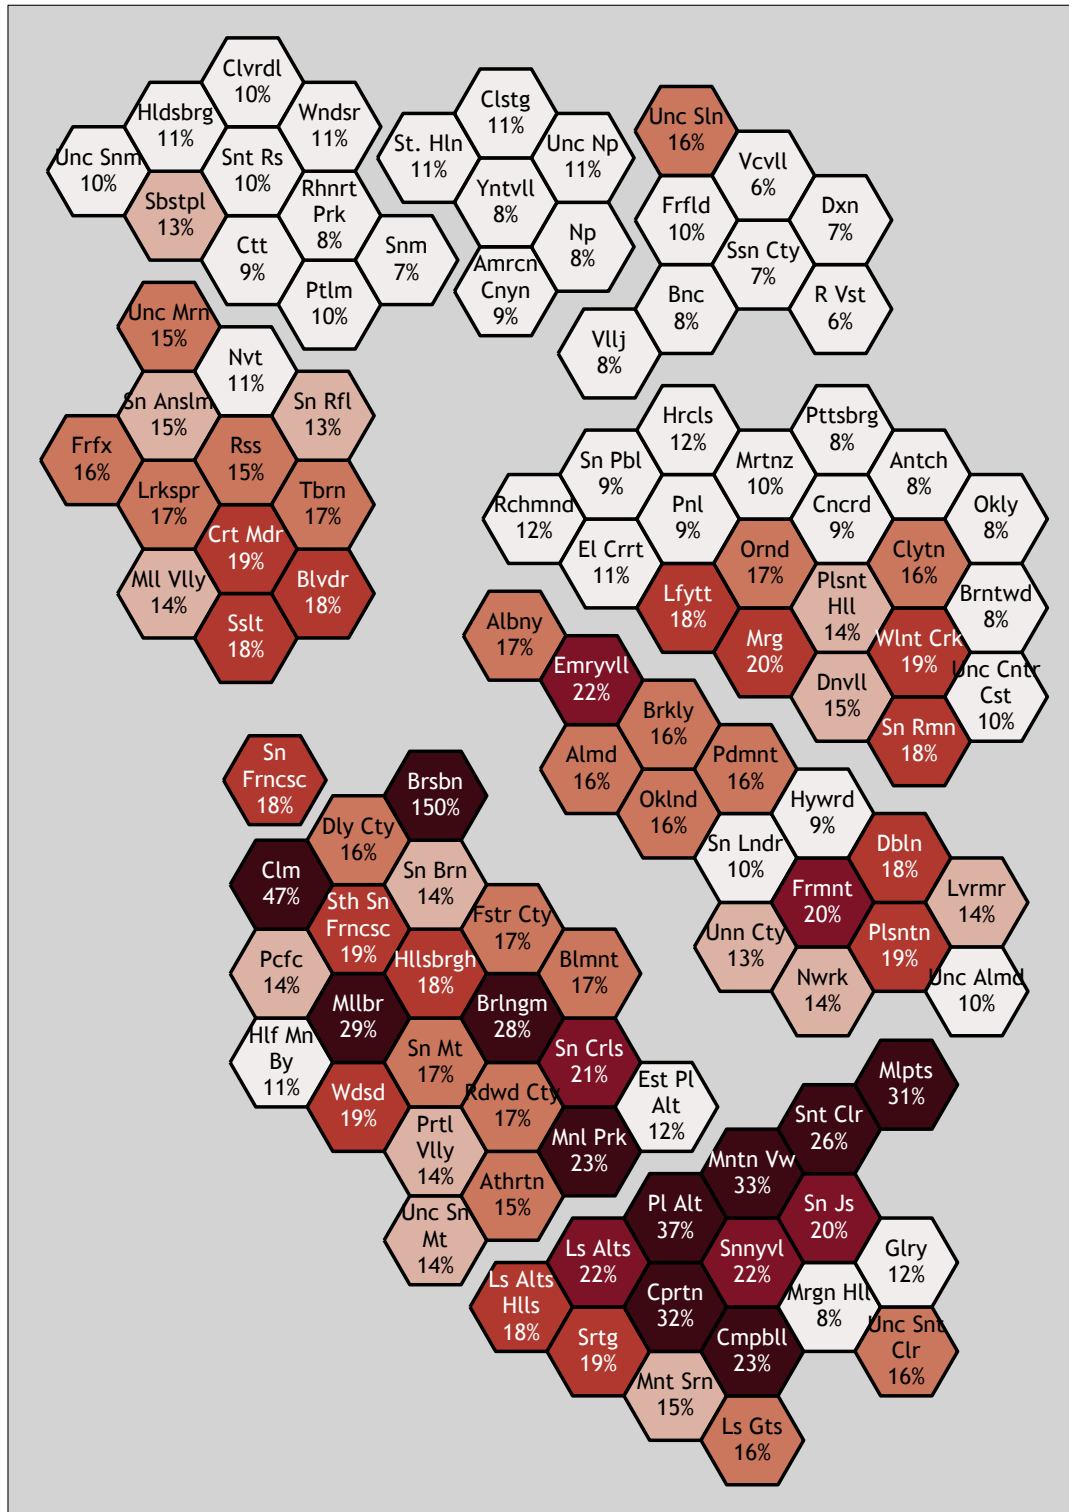 Clvrdl
10%
Hldsbrg
11%
Wndsr
11%
Unc Snm
10%
Snt Rs
10%
Sbstpl
13%
Rhnrt
Prk
8%
Ctt
9%
Snm
7%
Ptlm
10%
Clstg
11%
St. Hln
11%
Unc Np
11%
Yntvll
8%
Np
8%
Amrcn
Cnyn
9%
Unc Sln
16%
Vcvll
6%
Frfld
10%
Dxn
7%
Ssn Cty
7%
Bnc
8%
R Vst
6%
Vllj
8%
Unc Mrn
15%
Nvt
11%
Sn Anslm
15%
Sn Rfl
13%
Frfx
16%
Rss
15%
Lrkspr
17%
Tbrn
17%
Crt Mdr
19%
Mll Vlly
14%
Blvdr
18%
Sslt
18%
Hrcls
12%
Pttsbrg
8%
Sn Pbl
9%
Mrtnz
10%
Antch
8%
Rchmnd
12%
Pnl
9%
Cncrd
9%
Okly
8%
El Crrt
11%
Ornd
17%
Clytn
16%
Lfytt
18%
Plsnt
Hll
14%
Brntwd
8%
Mrg
20%
Wlnt Crk
19%
Dnvll
15%
Unc Cntr
Cst
10%
Sn Rmn
18%
Albny
17%
Emryvll
22%
Brkly
16%
Almd
16%
Pdmnt
16%
Oklnd
16%
Hywrd
9%
Sn Lndr
10%
Dbln
18%
Frmnt
20%
Lvrmr
14%
Unn Cty
13%
Plsntn
19%
Nwrk
14%
Unc Almd
10%
Sn
Frncsc
18%
Brsbn
150%
Dly Cty
16%
Clm
47%
Sn Brn
14%
Sth Sn
Frncsc
19%
Fstr Cty
17%
Pcfc
14%
Hllsbrgh
18%
Blmnt
17%
Mllbr
29%
Brlngm
28%
Hlf Mn
By
11%
Sn Mt
17%
Sn Crls
21%
Wdsd
19%
Rdwd Cty
17%
Est Pl
Alt
12%
Prtl
Vlly
14%
Mnl Prk
23%
Athrtn
15%
Unc Sn
Mt
14%
Mlpts
31%
Snt Clr
26%
Mntn Vw
33%
Pl Alt
37%
Sn Js
20%
Ls Alts
22%
Snnyvl
22%
Glry
12%
Ls Alts
Hlls
18%
Cprtn
32%
Mrgn Hll
8%
Srtg
19%
Cmpbll
23%
Unc Snt
Clr
16%
Mnt Srn
15%
Ls Gts
16%